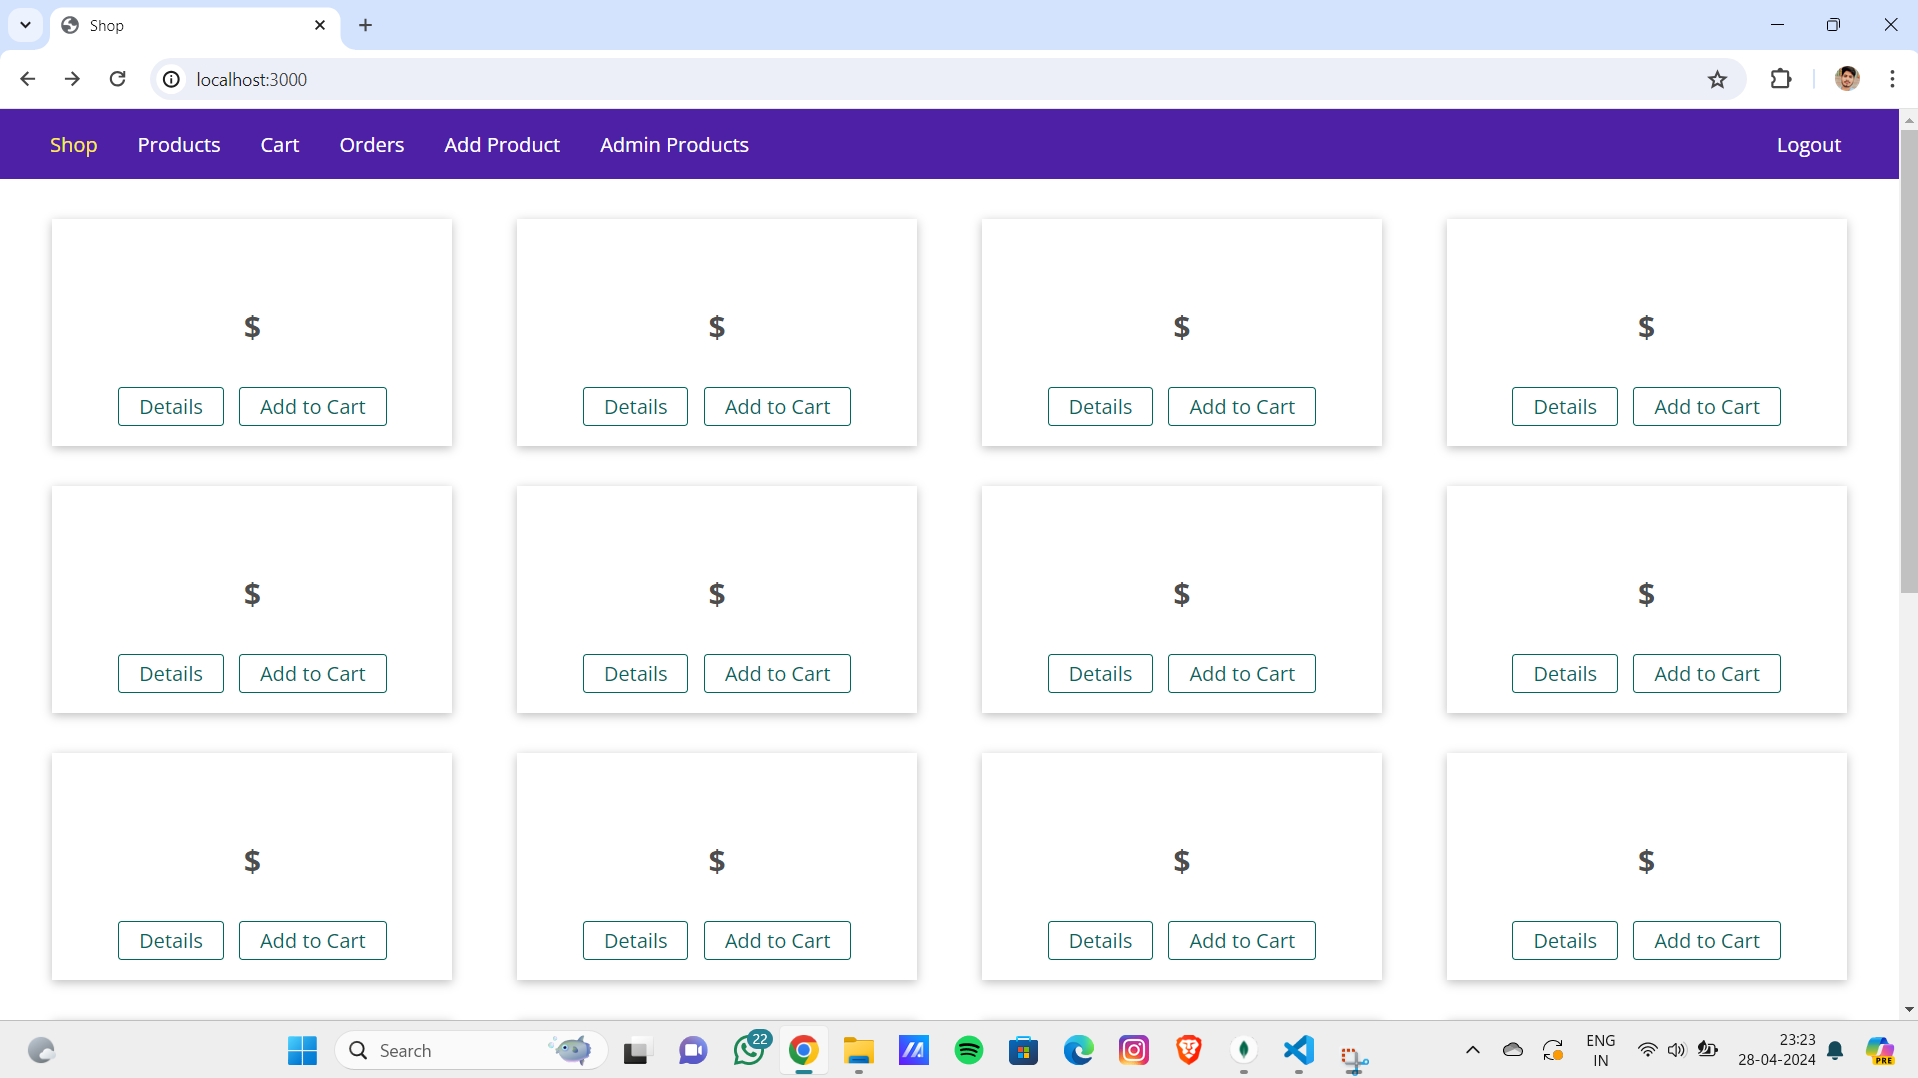 Shop
localhost:3000
Shop Products Cart Orders Add Product Admin Products Logout
$ $ $ $
Details Add to Cart Details Add to Cart Details Add to Cart Details Add to Cart
$ $ $ $
Details Add to Cart Details Add to Cart Details Add to Cart Details Add to Cart
$ $ $ $
Details Add to Cart Details Add to Cart Details Add to Cart Details Add to Cart
Search 22 ENG 23:23
IN 28-04-2024 PRE